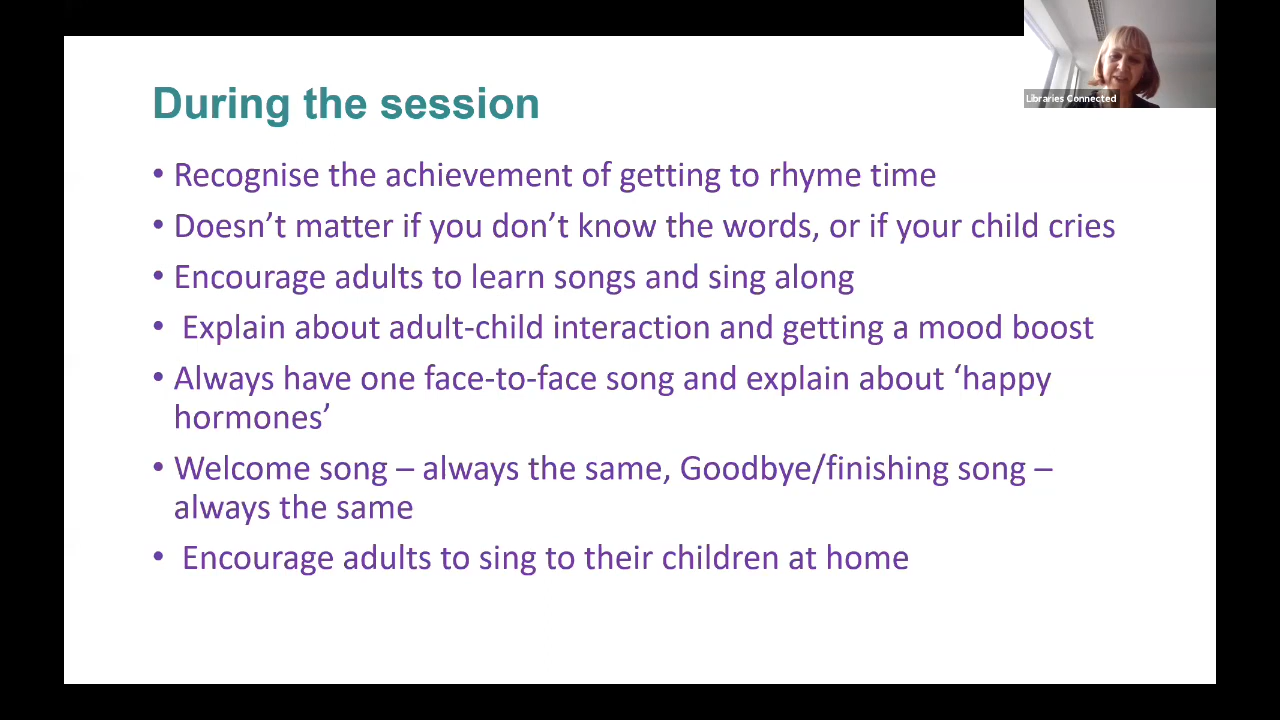 Libraries Connected
During the session
• Recognise the achievement of getting to rhyme time
• Doesn’t matter if you don’t know the words, or if your child cries
• Encourage adults to learn songs and sing along
• Explain about adult-child interaction and getting a mood boost
• Always have one face-to-face song and explain about ‘happy
hormones’
• Welcome song – always the same, Goodbye/finishing song –
always the same
• Encourage adults to sing to their children at home